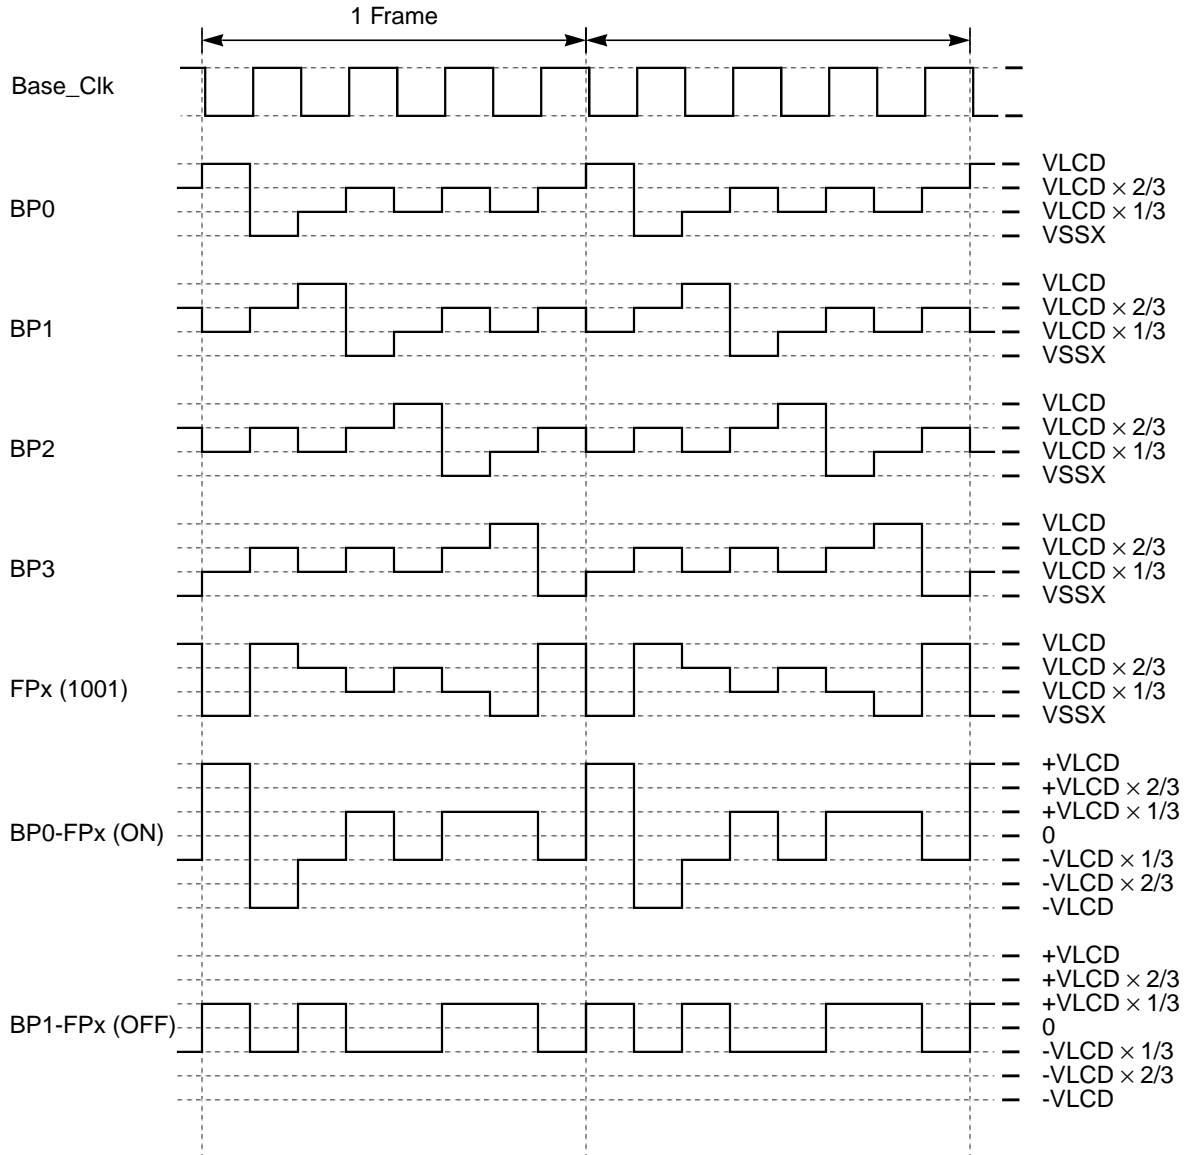 1 Frame
Base_Clk
BP0
VLCD
VLCD × 2/3
VLCD × 1/3
VSSX
BP1
VLCD
VLCD × 2/3
VLCD × 1/3
VSSX
BP2
VLCD
VLCD × 2/3
VLCD × 1/3
VSSX
BP3
VLCD
VLCD × 2/3
VLCD × 1/3
VSSX
FPx (1001)
VLCD
VLCD × 2/3
VLCD × 1/3
VSSX
BP0-FPx (ON)
+VLCD
+VLCD × 2/3
+VLCD × 1/3
0
-VLCD × 1/3
-VLCD × 2/3
-VLCD
BP1-FPx (OFF)
+VLCD
+VLCD × 2/3
+VLCD × 1/3
0
-VLCD × 1/3
-VLCD × 2/3
-VLCD